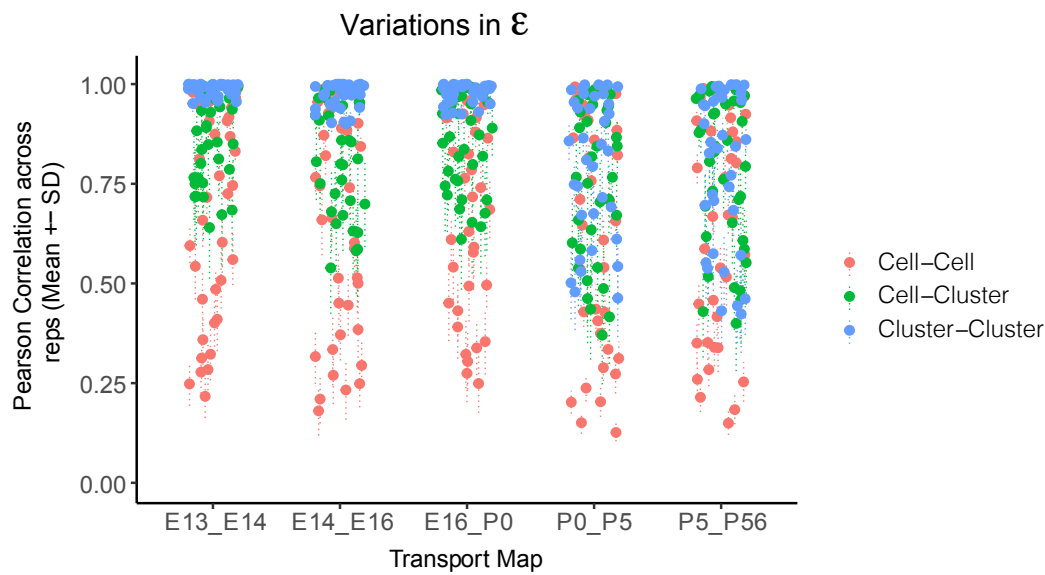 Variations in ε
Pearson Correlation across
reps (Mean +− SD)
1.00
0.75
0.50
0.25
0.00
E13_E14
E14_E16
E16_P0
P0_P5
P5_P56
Transport Map
Cell−Cell
Cell−Cluster
Cluster−Cluster